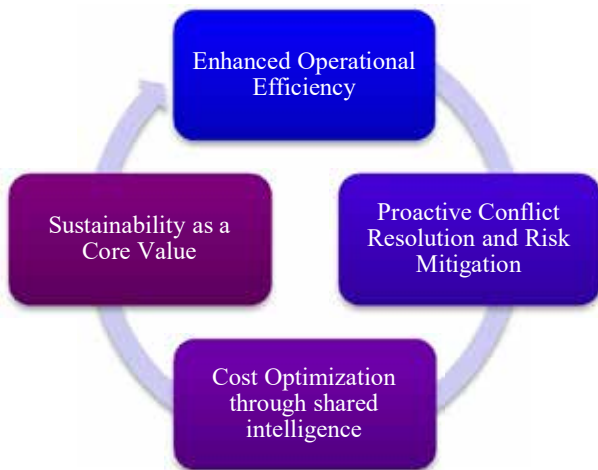 Enhanced Operational
Efficiency
Proactive Conflict
Resolution and Risk
Mitigation
Cost Optimization
through shared
intelligence
Sustainability as a
Core Value